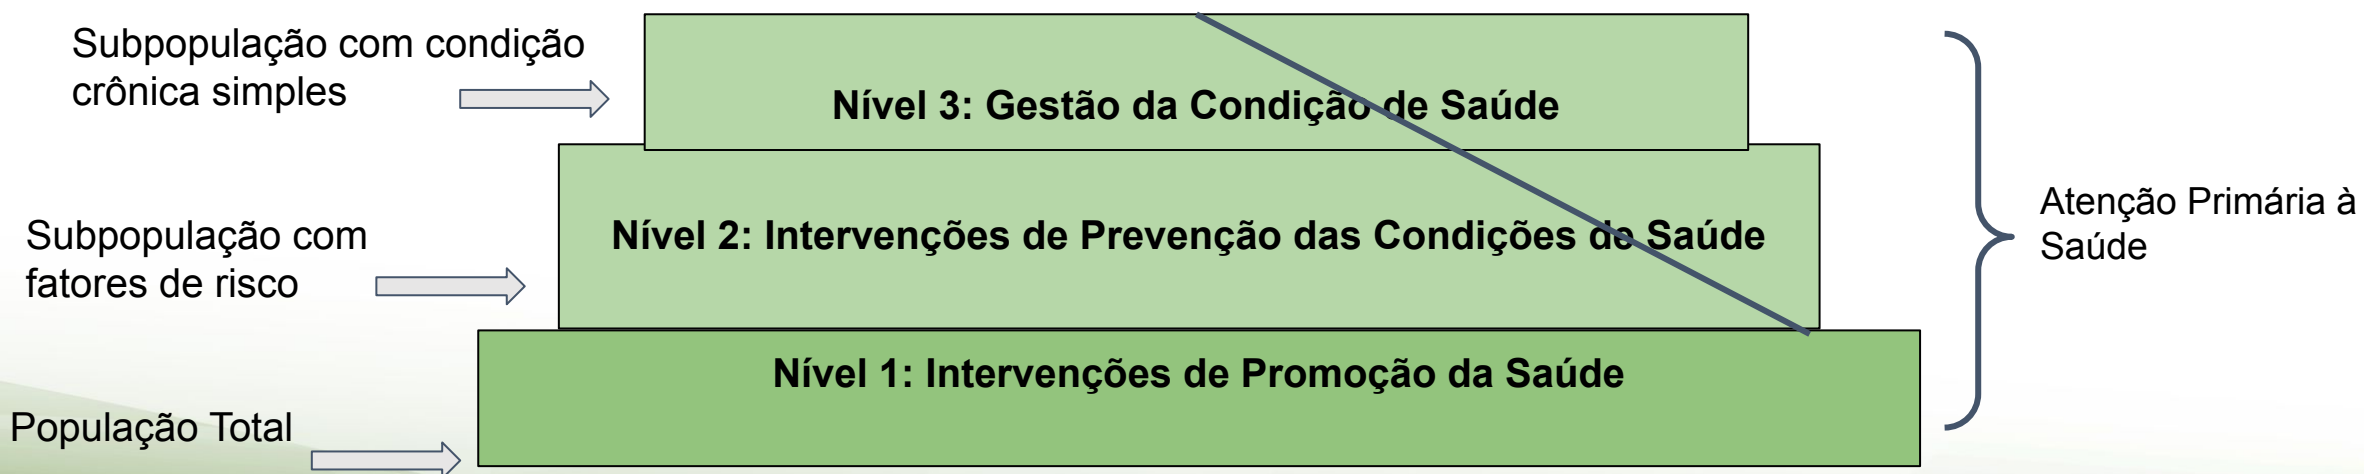 Subpopulação com condição
crônica simples
Nível 3: Gestão da Condição de Saúde
Subpopulação com
fatores de risco
Nível 2: Intervenções de Prevenção das Condições de Saúde
Atenção Primária à
Saúde
Nível 1: Intervenções de Promoção da Saúde
População Total